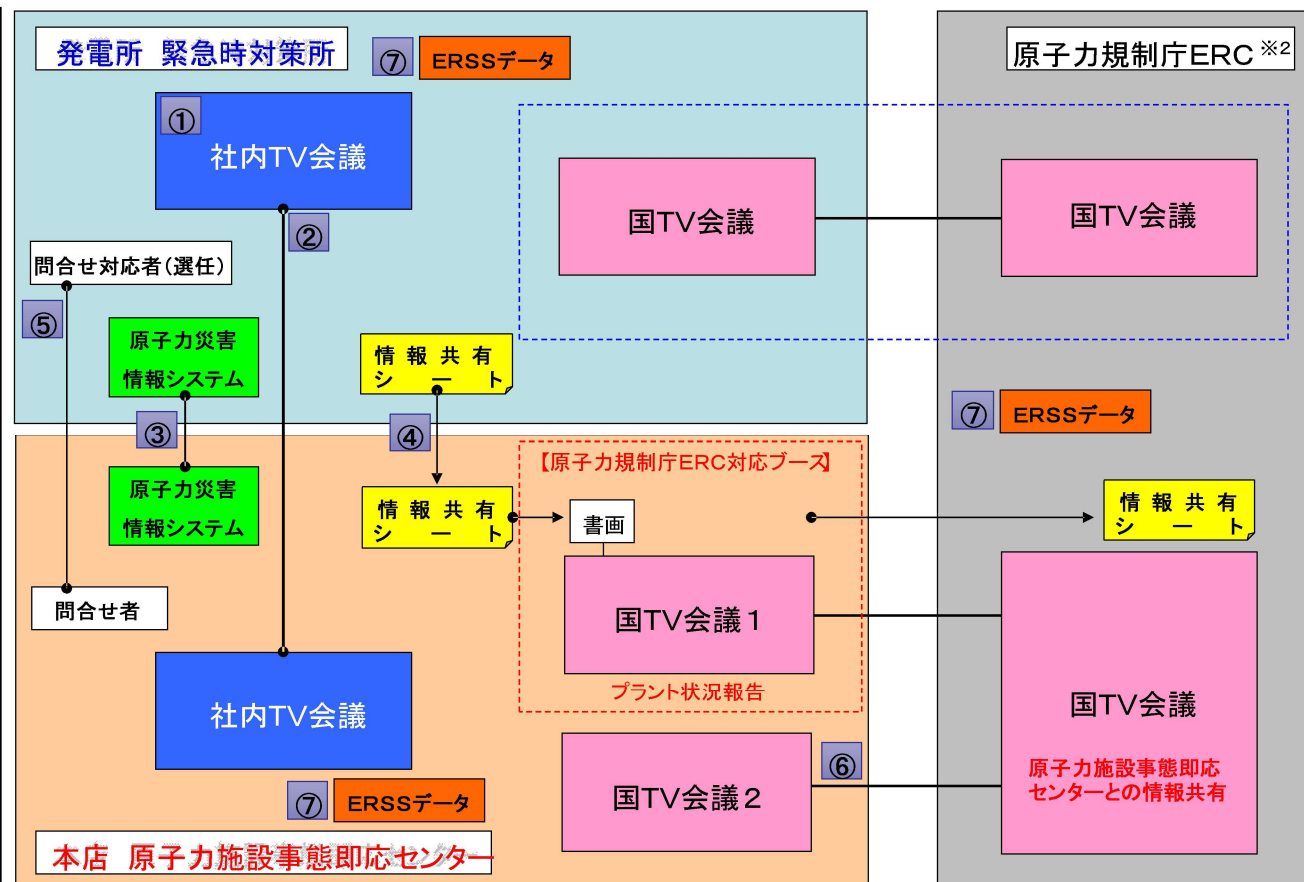 発電所 緊急時対策所
⑦ ERSSデータ
原子力規制庁ERC※2
①
社内TV会議
国TV会議
国TV会議
②
問合せ対応者(選任)
⑤
原子力災害
情報システム
情報共有
シート
③
④
⑦ ERSSデータ
【原子力規制庁ERC対応ブース】
原子力災害
情報システム
情報共有
シート
書画
情報共有
シート
問合せ者
国TV会議1
プラント状況報告
社内TV会議
国TV会議
国TV会議2
⑥
原子力施設事態即応
センターとの情報共有
⑦ ERSSデータ
本店 原子力施設事態即応センター